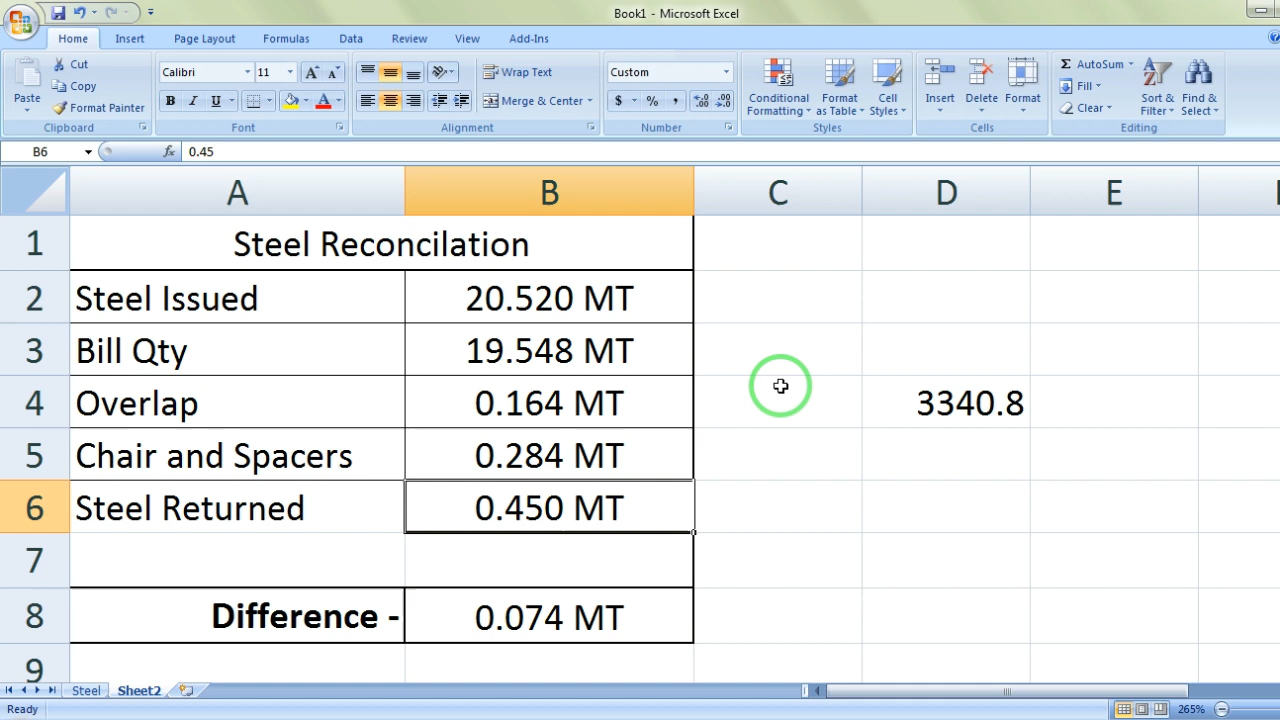 Book1 - Microsoft Excel
Home Insert Page Layout Formulas Data Review View Add-Ins
Paste
Cut
Copy
Format Painter
Clipboard
Calibri 11
B I U A
Font
Wrap Text
Merge & Center
Alignment
Custom
$ % ,
Number
Conditional Formatting
Format as Table
Cell Styles
Styles
Insert Delete Format
Cells
Σ AutoSum
Fill
Clear
Sort & Filter
Find & Select
Editing
B6 fx 0.45
A B C D E
1 Steel Reconcilation
2 Steel Issued 20.520 MT
3 Bill Qty 19.548 MT
4 Overlap 0.164 MT 3340.8
5 Chair and Spacers 0.284 MT
6 Steel Returned 0.450 MT
7
8 Difference - 0.074 MT
9
Steel Sheet2
Ready 265%